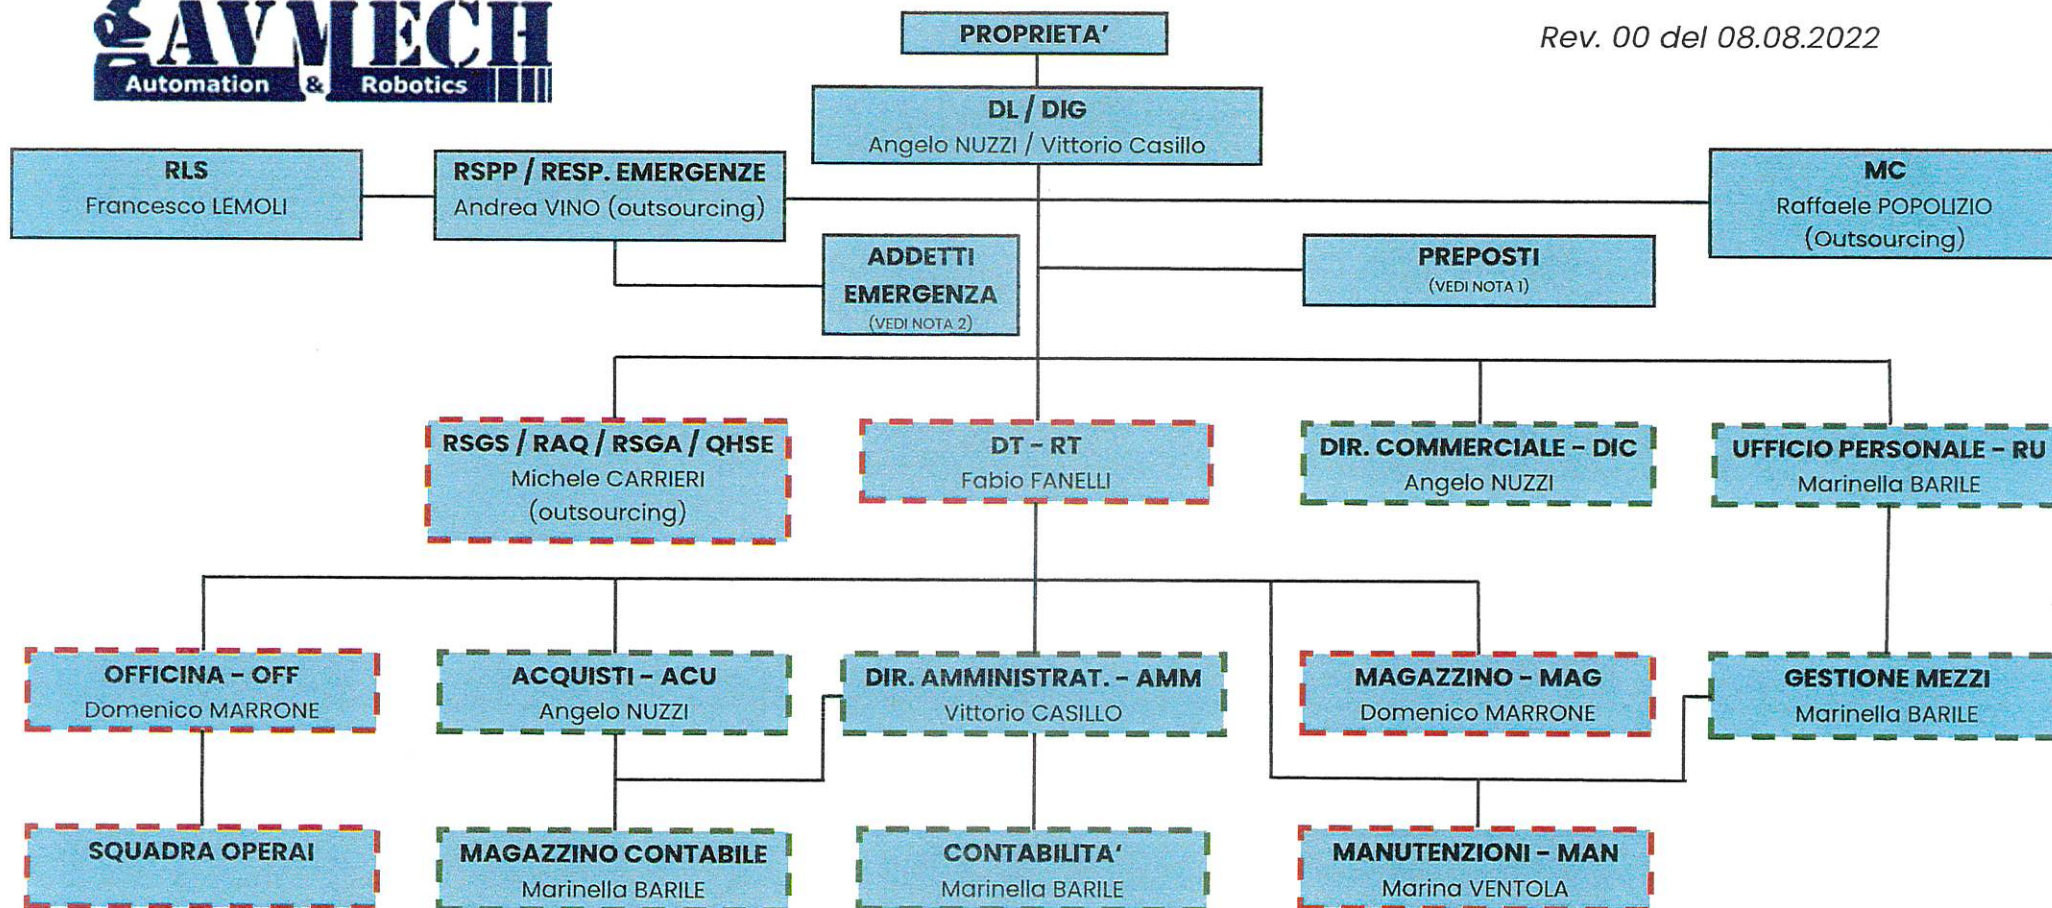 AVMECH
Automation & Robotics
PROPRIETA'
Rev. 00 del 08.08.2022
DL / DIG
Angelo NUZZI / Vittorio Casillo
RLS
Francesco LEMOLI
RSPP / RESP. EMERGENZE
Andrea VINO (outsourcing)
MC
Raffaele POPOLIZIO
(Outsourcing)
ADDETTI
EMERGENZA
(VEDI NOTA 2)
PREPOSTI
(VEDI NOTA 1)
RSGS / RAQ / RSGA / QHSE
Michele CARRIERI
(outsourcing)
DT – RT
Fabio FANELLI
DIR. COMMERCIALE – DIC
Angelo NUZZI
UFFICIO PERSONALE – RU
Marinella BARILE
OFFICINA – OFF
Domenico MARRONE
ACQUISTI – ACU
Angelo NUZZI
DIR. AMMINISTRAT. – AMM
Vittorio CASILLO
MAGAZZINO – MAG
Domenico MARRONE
GESTIONE MEZZI
Marinella BARILE
SQUADRA OPERAI
MAGAZZINO CONTABILE
Marinella BARILE
CONTABILITA'
Marinella BARILE
MANUTENZIONI – MAN
Marina VENTOLA